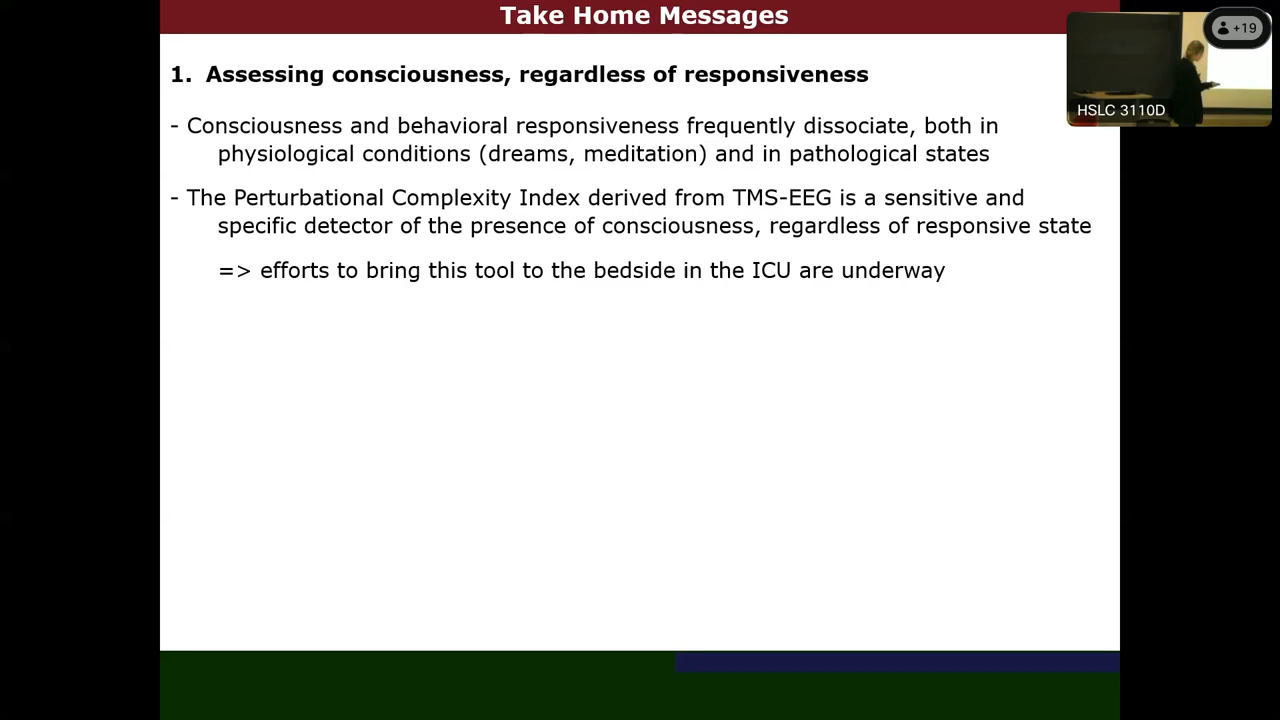 Take Home Messages
+19
HSLC 3110D
1. Assessing consciousness, regardless of responsiveness
- Consciousness and behavioral responsiveness frequently dissociate, both in
physiological conditions (dreams, meditation) and in pathological states
- The Perturbational Complexity Index derived from TMS-EEG is a sensitive and
specific detector of the presence of consciousness, regardless of responsive state
=> efforts to bring this tool to the bedside in the ICU are underway